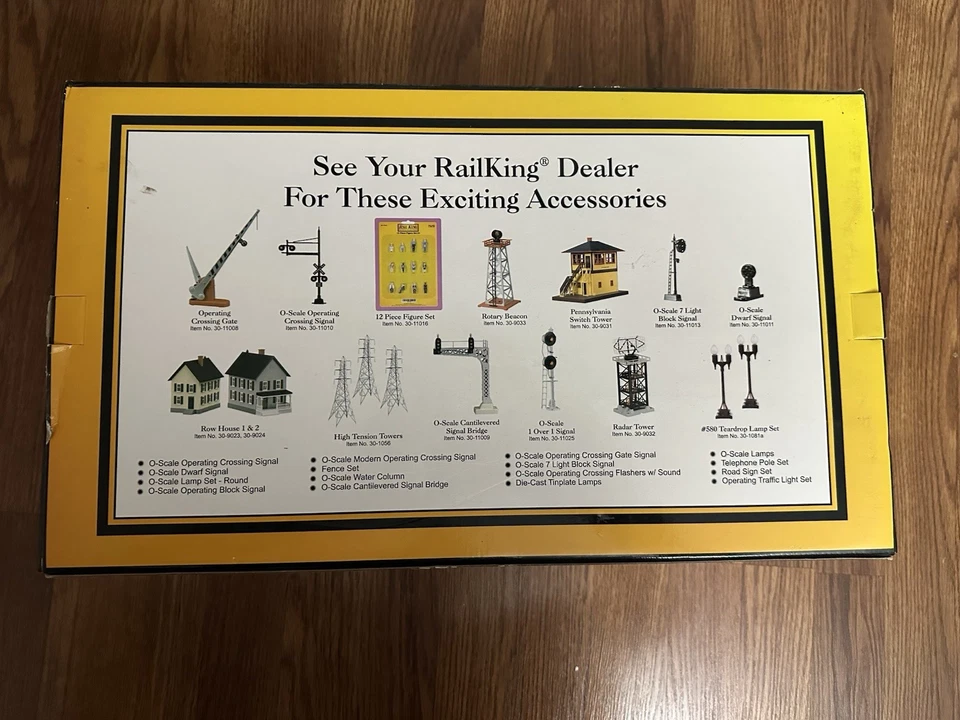 See Your RailKing® Dealer
For These Exciting Accessories
Operating
Crossing Gate
Item No. 30-11008
O-Scale Operating
Crossing Signal
Item No. 30-11010
12 Piece Figure Set
Item No. 30-11016
Rotary Beacon
Item No. 30-9033
Pennsylvania
Switch Tower
Item No. 30-9031
O-Scale 7 Light
Block Signal
Item No. 30-11013
O-Scale
Dwarf Signal
Item No. 30-11011
Row House 1 & 2
Item No. 30-9023, 30-9024
High Tension Towers
Item No. 30-1056
O-Scale Cantilevered
Signal Bridge
Item No. 30-11009
O-Scale
1 Over 1 Signal
Item No. 30-11025
Radar Tower
Item No. 30-9032
#580 Teardrop Lamp Set
Item No. 30-1081a
• O-Scale Operating Crossing Signal
• O-Scale Dwarf Signal
• O-Scale Lamp Set - Round
• O-Scale Operating Block Signal
• O-Scale Modern Operating Crossing Signal
• Fence Set
• O-Scale Water Column
• O-Scale Cantilevered Signal Bridge
• O-Scale Operating Crossing Gate Signal
• O-Scale 7 Light Block Signal
• O-Scale Operating Crossing Flashers w/ Sound
• Die-Cast Tinplate Lamps
• O-Scale Lamps
• Telephone Pole Set
• Road Sign Set
• Operating Traffic Light Set